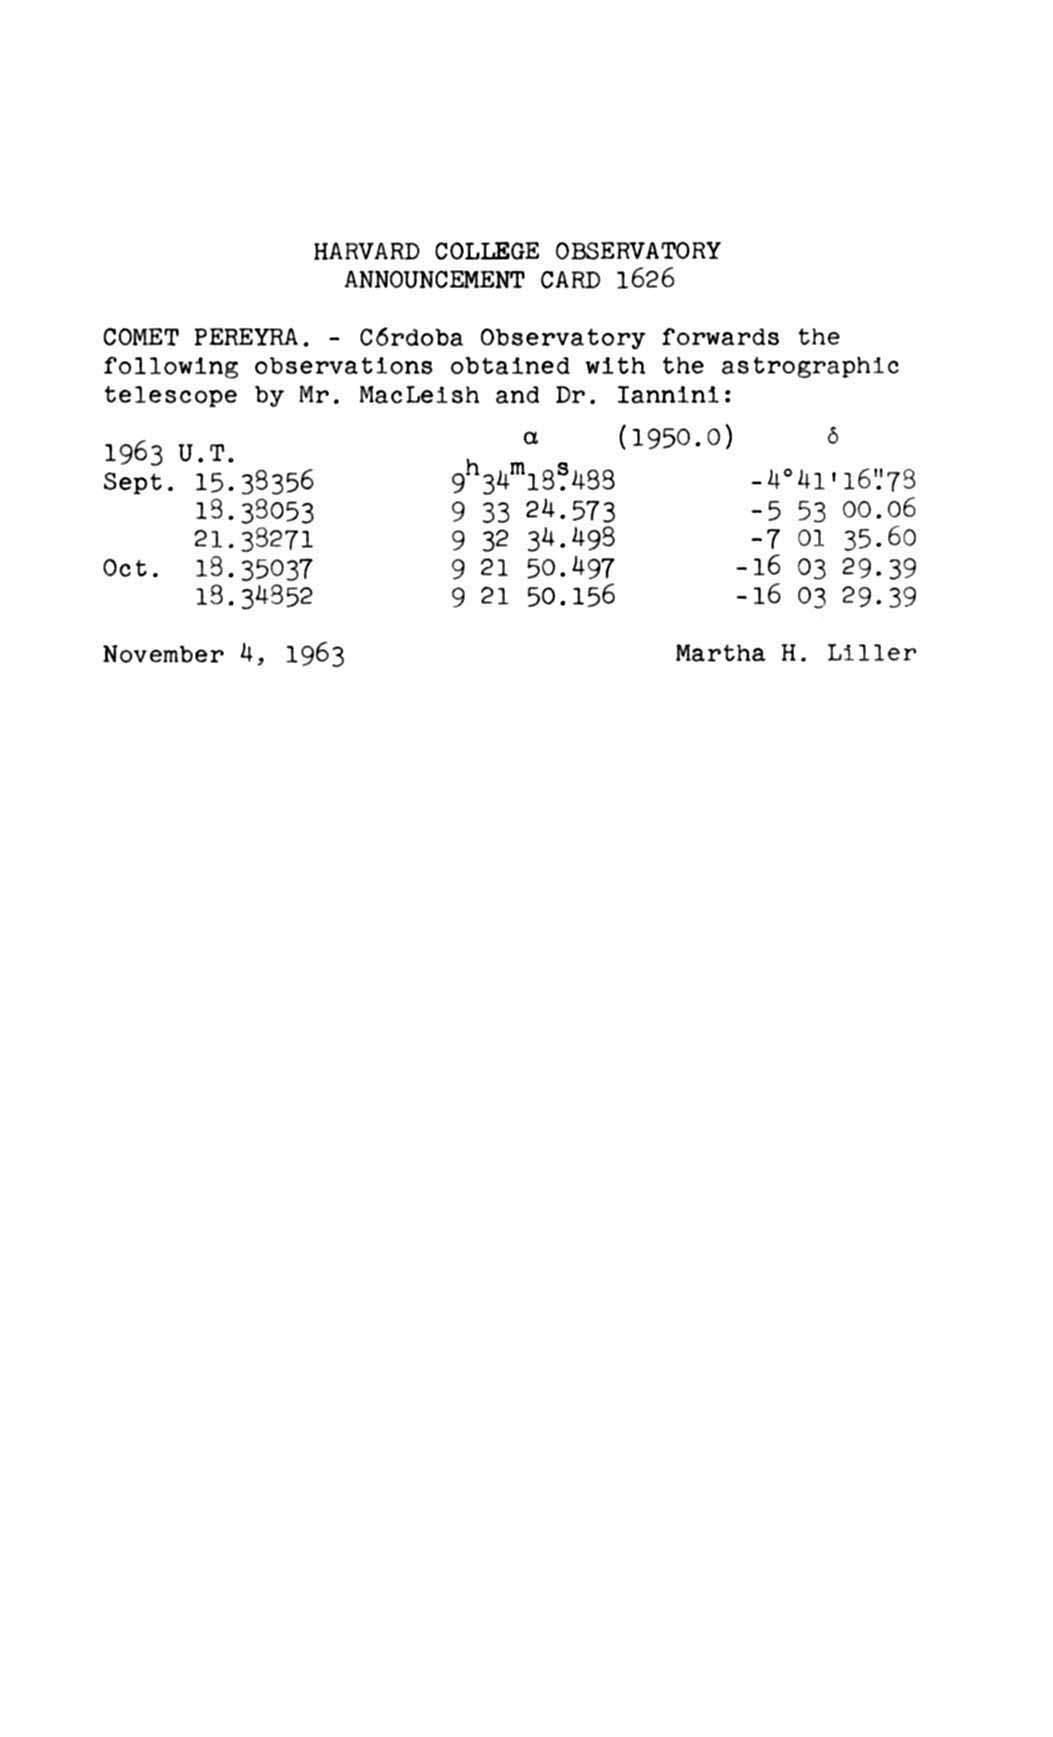 HARVARD COLLEGE OBSERVATORY
ANNOUNCEMENT CARD 1626
COMET PEREYRA. - Córdoba Observatory forwards the
following observations obtained with the astrographic
telescope by Mr. MacLeish and Dr. Iannini:
1963 U.T. α (1950.0) δ
Sept. 15.38356 9ʰ34ᵐ18ˢ.488 -4°41'16".78
18.38053 9 33 24.573 -5 53 00.06
21.38271 9 32 34.498 -7 01 35.60
Oct. 18.35037 9 21 50.497 -16 03 29.39
18.34852 9 21 50.156 -16 03 29.39
November 4, 1963 Martha H. Liller